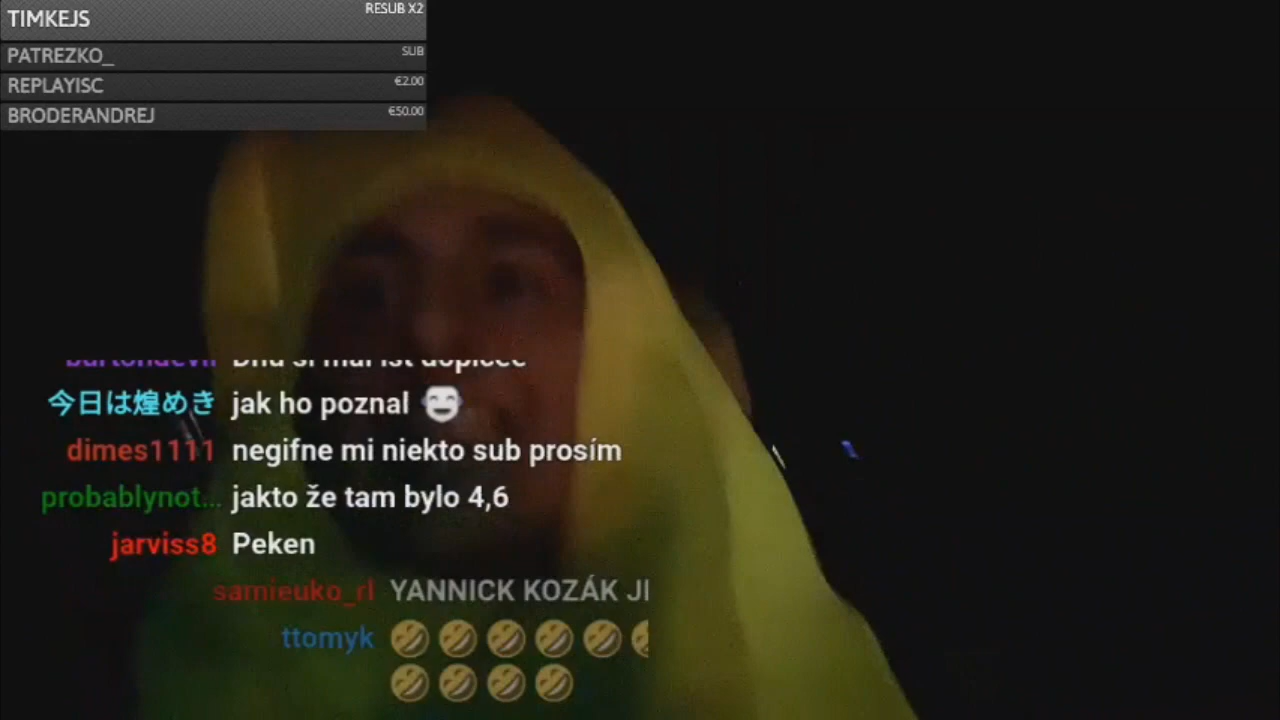 TIMKEJS RESUB X2
PATREZKO_ SUB
REPLAYISC €2.00
BRODERANDREJ €50.00
今日は煌めき jak ho poznal
dimes1111 negifne mi niekto sub prosím
probablynot... jakto že tam bylo 4,6
jarviss8 Peken
samieuko_rl YANNICK KOZÁK
ttomyk